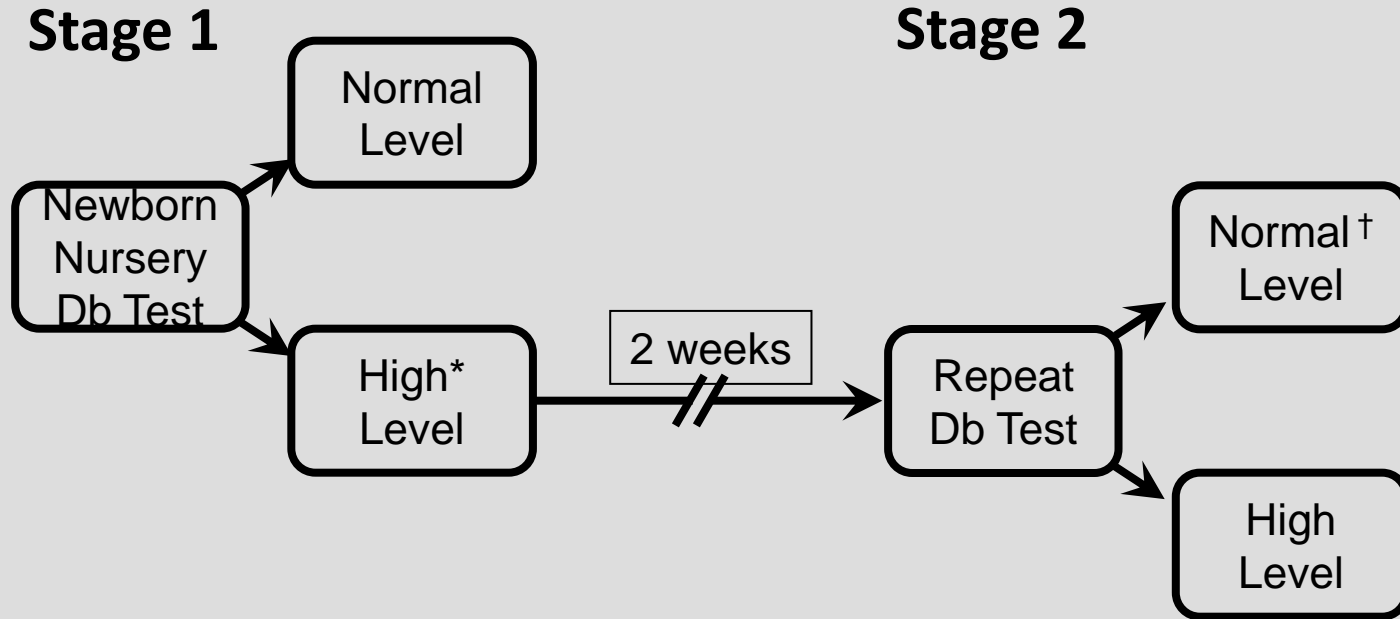 Stage 1
Normal
Level
Newborn
Nursery
Db Test
High*
Level
2 weeks
Stage 2
Repeat
Db Test
Normal †
Level
High
Level